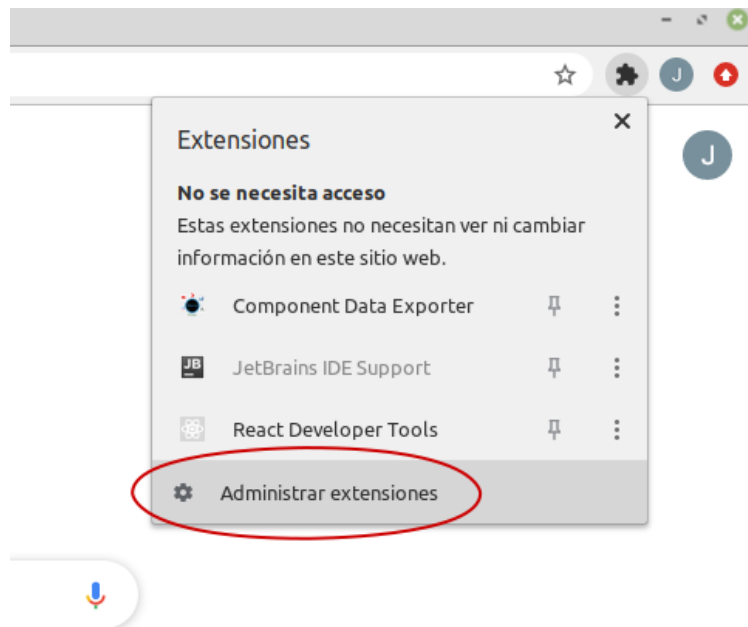 J
Extensiones
J
No se necesita acceso
Estas extensiones no necesitan ver ni cambiar
información en este sitio web.
Component Data Exporter
JB
JetBrains IDE Support
React Developer Tools
Administrar extensiones